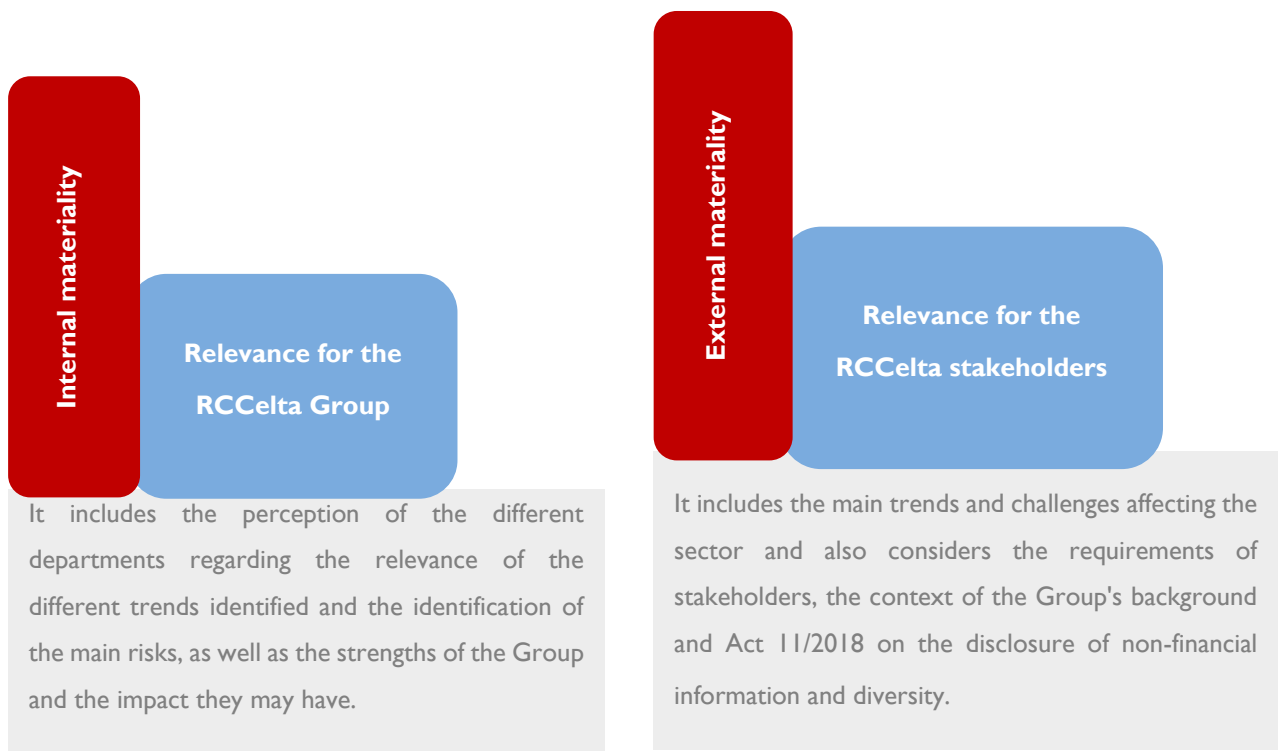 Internal materiality
Relevance for the
RCCelta Group
It includes the perception of the different
departments regarding the relevance of the
different trends identified and the identification of
the main risks, as well as the strengths of the Group
and the impact they may have.
External materiality
Relevance for the
RCCelta stakeholders
It includes the main trends and challenges affecting the
sector and also considers the requirements of
stakeholders, the context of the Group's background
and Act 11/2018 on the disclosure of non-financial
information and diversity.